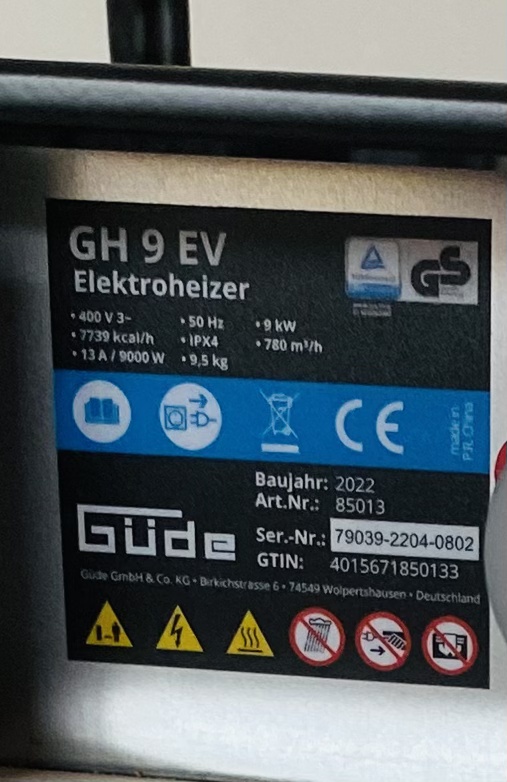 GH 9 EV
Elektroheizer
• 400 V 3~ • 50 Hz • 9 kW
• 7739 kcal/h • IPX4 • 780 m³/h
• 13 A / 9000 W • 9,5 kg
GS
CE
made in
P.R. China
Baujahr: 2022
Art.Nr.: 85013
Güde
Ser.-Nr.: 79039-2204-0802
GTIN: 4015671850133
Güde GmbH & Co. KG • Birkichstrasse 6 • 74549 Wolpertshausen • Deutschland